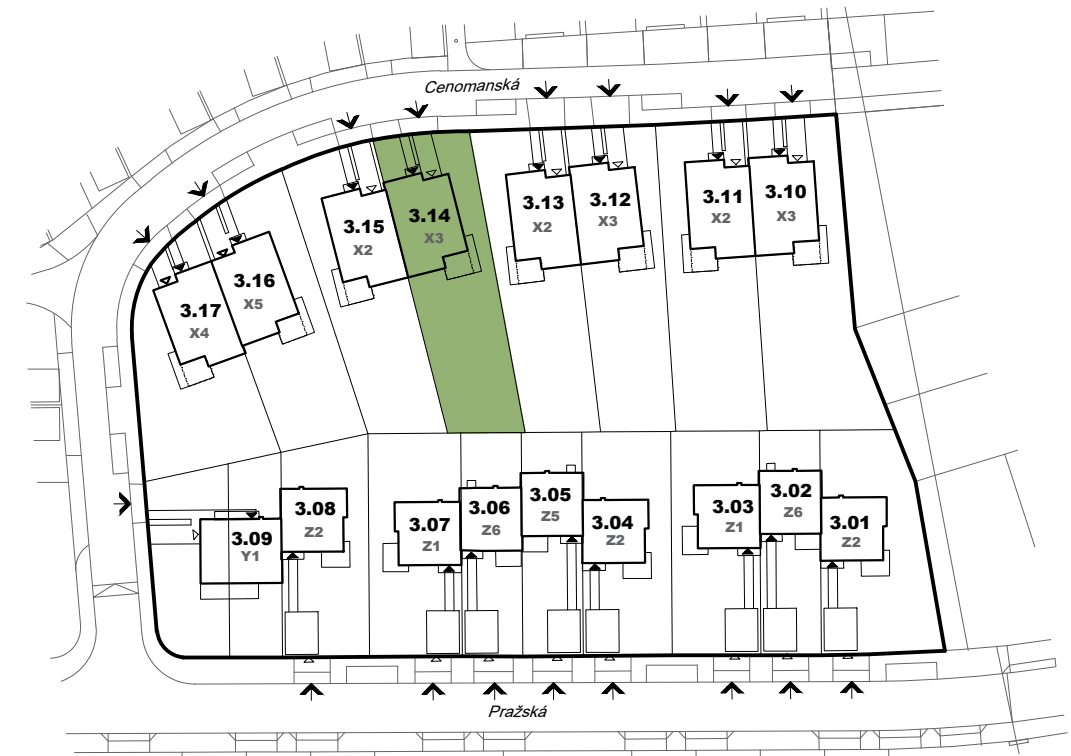 Cenomanská
3.15
X2
3.14
X3
3.13
X2
3.12
X3
3.11
X2
3.10
X3
3.17
X4
3.16
X5
3.09
Y1
3.08
Z2
3.07
Z1
3.06
Z6
3.05
Z5
3.04
Z2
3.03
Z1
3.02
Z6
3.01
Z2
Pražská